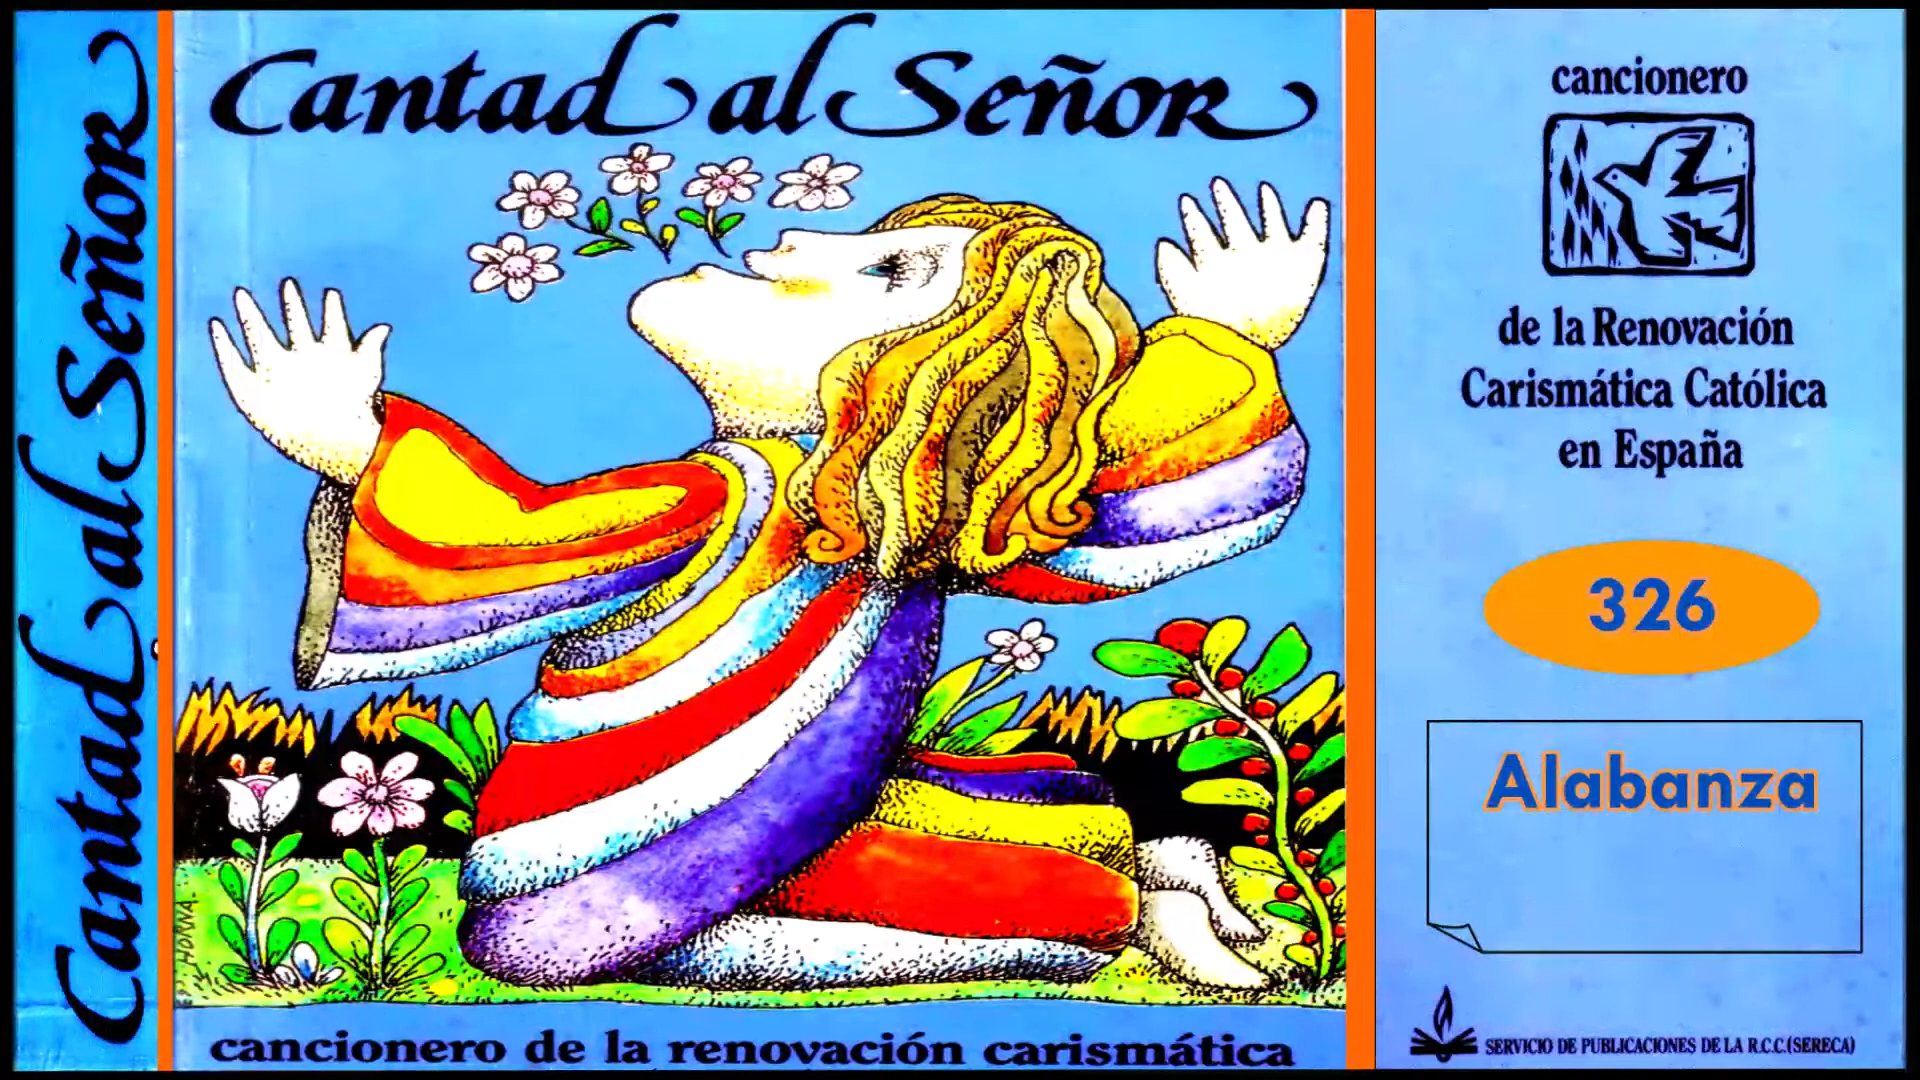 Cantad al Señor
Cantad al Señor
HORNA
cancionero de la renovación carismática
cancionero
de la Renovación
Carismática Católica
en España
326
Alabanza
SERVICIO DE PUBLICACIONES DE LA R.C.C.(SERECA)